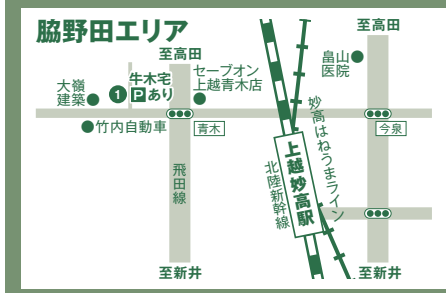 脇野田エリア
至高田
至高田
畠山
医院
牛木宅
1 Pあり
セーブオン
上越青木店
大嶺
建築
竹内自動車
青木
今泉
飛田線
妙高はねうまライン
上越妙高駅
北陸新幹線
至新井
至新井